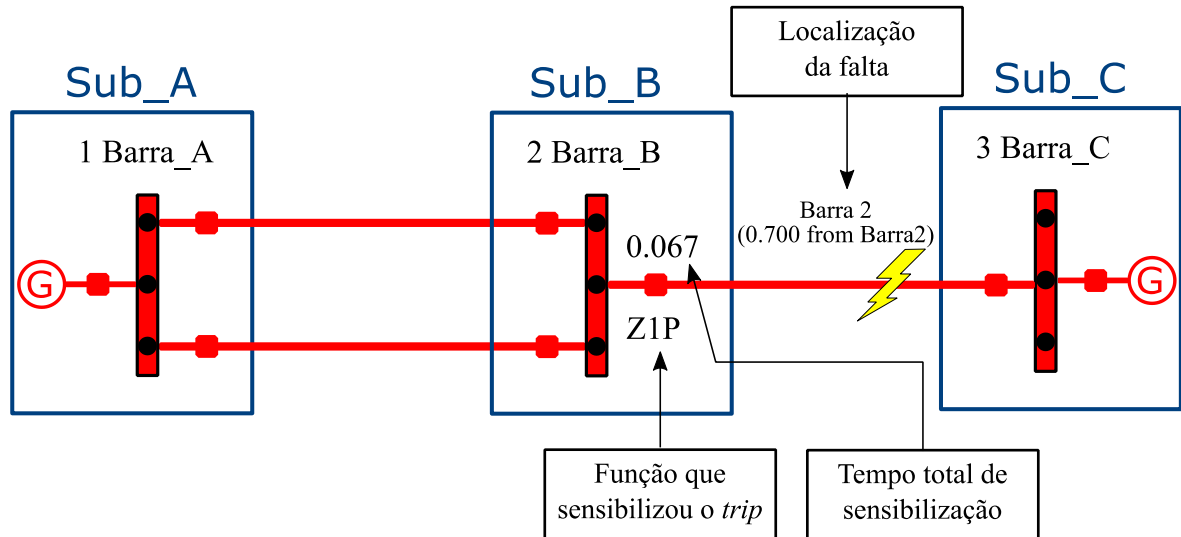 Localização
da falta
Sub_A
Sub_B
Sub_C
1 Barra_A
2 Barra_B
3 Barra_C
Barra 2
(0.700 from Barra2)
0.067
G
G
Z1P
Função que
sensibilizou o trip
Tempo total de
sensibilização